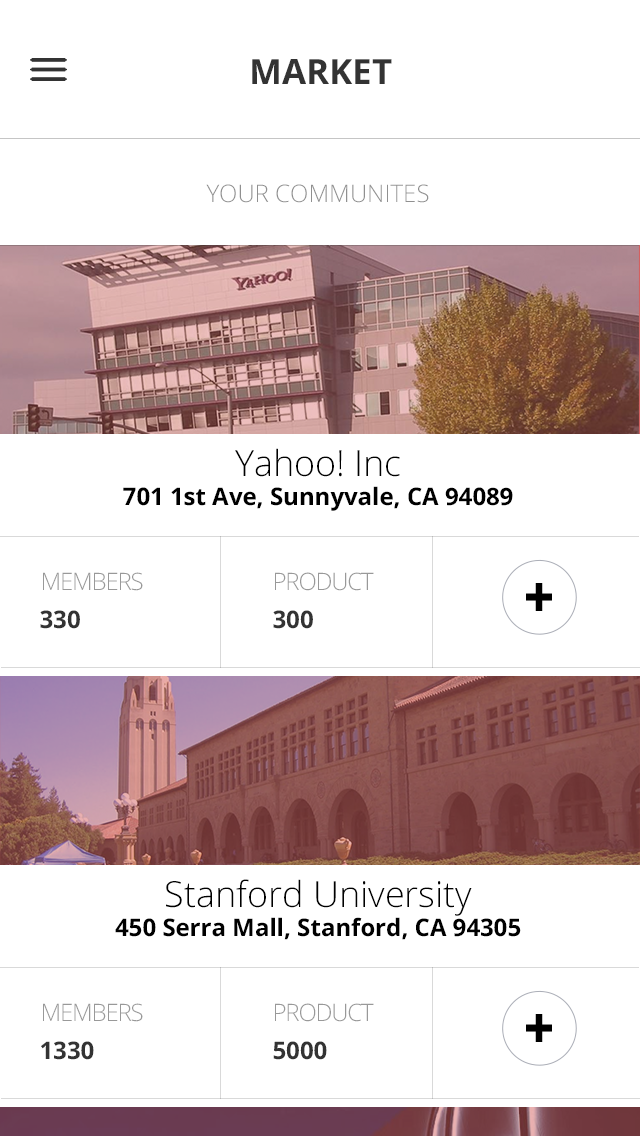 MARKET
YOUR COMMUNITES
YAHOO!
Yahoo! Inc
701 1st Ave, Sunnyvale, CA 94089
MEMBERS
PRODUCT
330
300
Stanford University
450 Serra Mall, Stanford, CA 94305
MEMBERS
PRODUCT
1330
5000